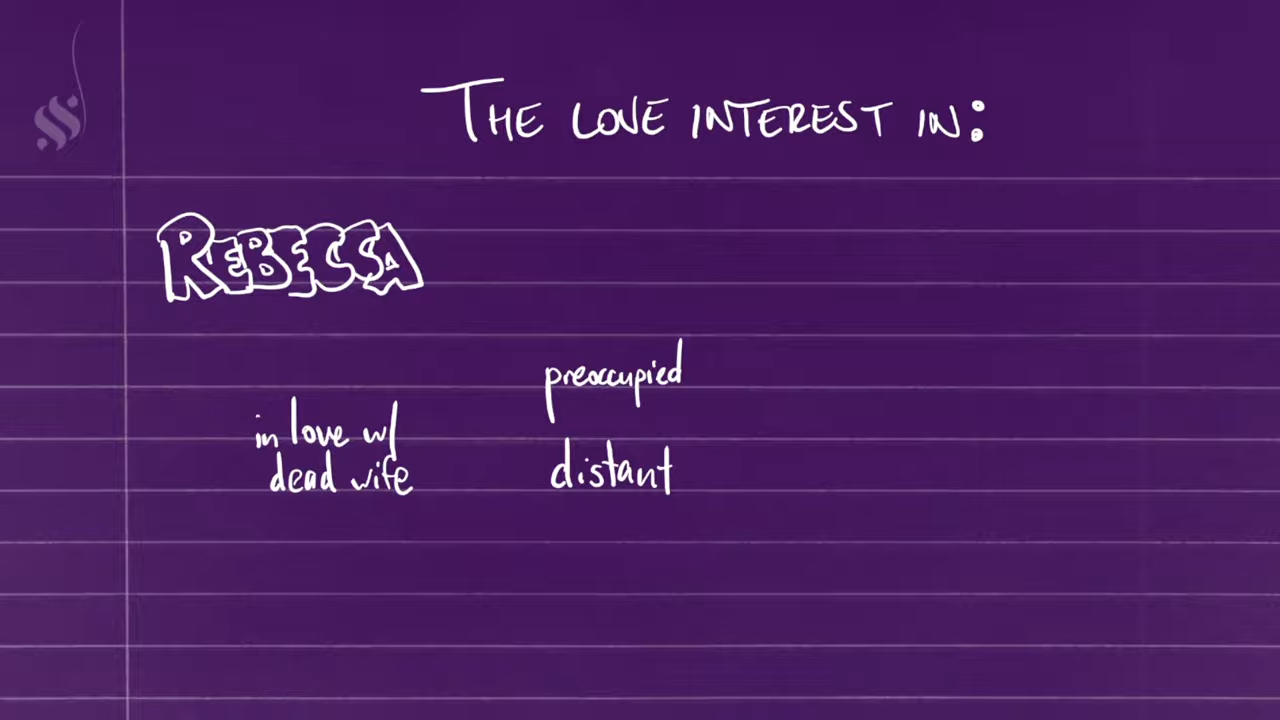 THE LOVE INTEREST IN:
REBECCA
in love w/
dead wife
preoccupied
distant